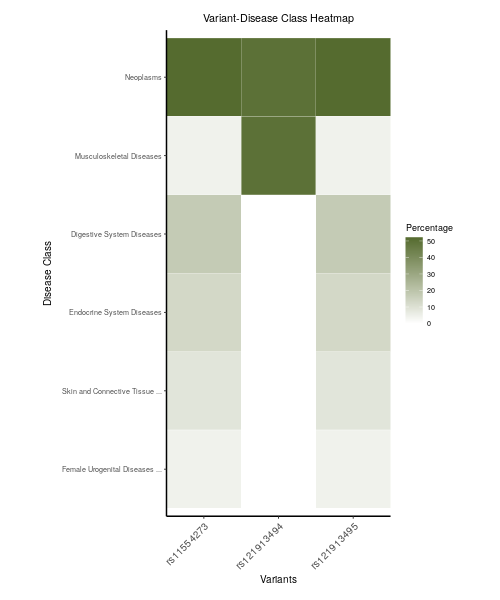 Variant-Disease Class Heatmap
Neoplasms
Musculoskeletal Diseases
Digestive System Diseases
Endocrine System Diseases
Skin and Connective Tissue ...
Female Urogenital Diseases ...
Disease Class
rs11554273
rs121913494
rs121913495
Variants
Percentage
50
40
30
20
10
0